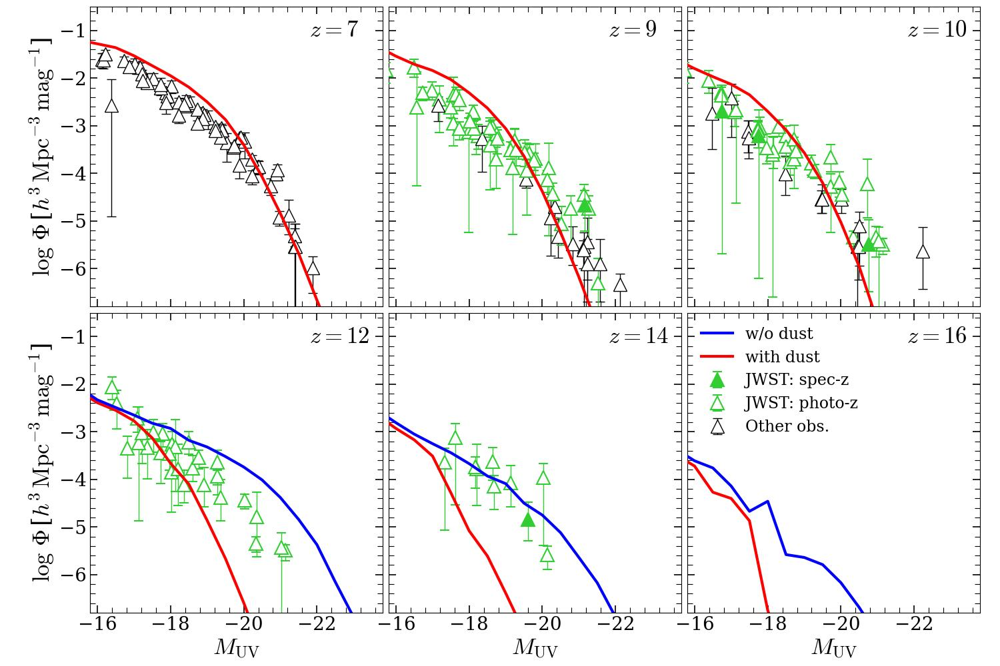 z = 7
z = 9
z = 10
−1
−2
−3
−4
−5
−6
log Φ [h³ Mpc⁻³ mag⁻¹]
z = 12
z = 14
z = 16
w/o dust
with dust
JWST: spec-z
JWST: photo-z
Other obs.
−1
−2
−3
−4
−5
−6
log Φ [h³ Mpc⁻³ mag⁻¹]
−16 −18 −20 −22 −16 −18 −20 −22 −16 −18 −20 −22
M_UV M_UV M_UV